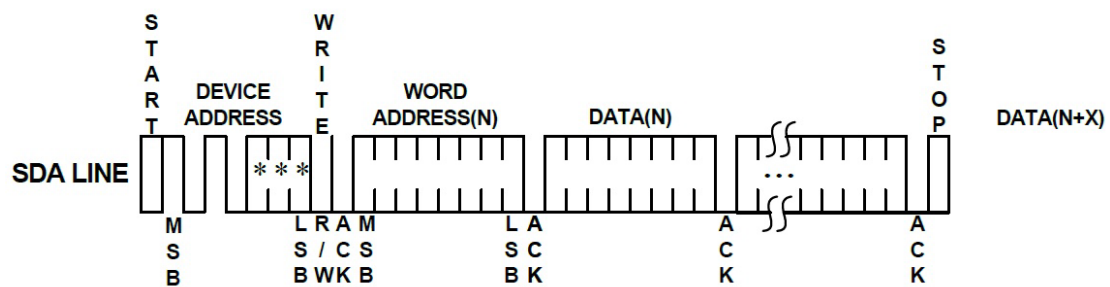 START
WRITE
STOP
DEVICE
ADDRESS
WORD
ADDRESS(N)
DATA(N)
DATA(N+X)
SDA LINE
* * *
...
MSB
LSB
R/W
ACK
MSB
LSB
ACK
ACK
ACK